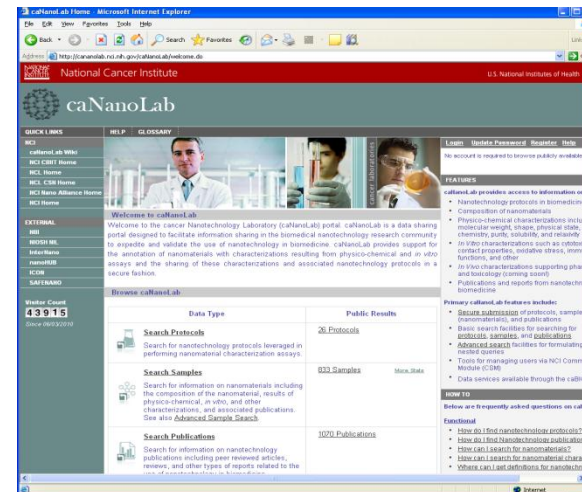 caNanoLab Home - Microsoft Internet Explorer
File Edit View Favorites Tools Help
Back Search Favorites
Address http://cananolab.nci.nih.gov/caNanoLab/welcome.do
National Cancer Institute
U.S. National Institutes of Health
caNanoLab
QUICK LINKS
HELP GLOSSARY
NCI
caNanoLab Wiki
NCI CBIIT Home
NCL Home
NCL CSN Home
NCI Nano Alliance Home
NCI Home
EXTERNAL
NIH
NIOSH NIL
InterNano
nanoHUB
ICON
SAFENANO
Visitor Count
43915
Since 09/03/2010
cancer laboratories
Welcome to caNanoLab
Welcome to the cancer Nanotechnology Laboratory (caNanoLab) portal. caNanoLab is a data sharing
portal designed to facilitate information sharing in the biomedical nanotechnology research community
to expedite and validate the use of nanotechnology in biomedicine. caNanoLab provides support for
the annotation of nanomaterials with characterizations resulting from physico-chemical and in vitro
assays and the sharing of these characterizations and associated nanotechnology protocols in a
secure fashion.
Browse caNanoLab
Data Type Public Results
Search Protocols
26 Protocols
Search for nanotechnology protocols leveraged in
performing nanomaterial characterization assays.
Search Samples
833 Samples More Stats
Search for information on nanomaterials including
the composition of the nanomaterial, results of
physico-chemical, in vitro, and other
characterizations, and associated publications.
See also Advanced Sample Search.
Search Publications
1070 Publications
Search for information on nanotechnology
publications including peer reviewed articles,
reviews, and other types of reports related to the
use of nanotechnology in biomedicine.
Login Update Password Register Help
No account is required to browse publicly available
FEATURES
caNanoLab provides access to information on
Nanotechnology protocols in biomedicine
Composition of nanomaterials
Physico-chemical characterizations
molecular weight, shape, physical state,
chemistry, purity, solubility, and relaxivity
In Vitro characterizations such as
contact properties, oxidative stress,
functions, and other
In Vivo characterizations supporting
and toxicology (coming soon)
Publications and reports from
biomedicine
Primary caNanoLab features include:
Secure submission of protocols,
(nanomaterials), and publications
Basic search facilities for searching for
protocols, samples, and publications
Advanced search facilities for formulating
nested queries
Tools for managing users via NCI
Module (CSM)
Data services available through the
HOW TO
Below are frequently asked questions on
Functional
How do I find nanotechnology protocols?
How do I find Nanotechnology
How can I search for nanomaterials?
How can I search for nanomaterial
Where can I get definitions for
Internet